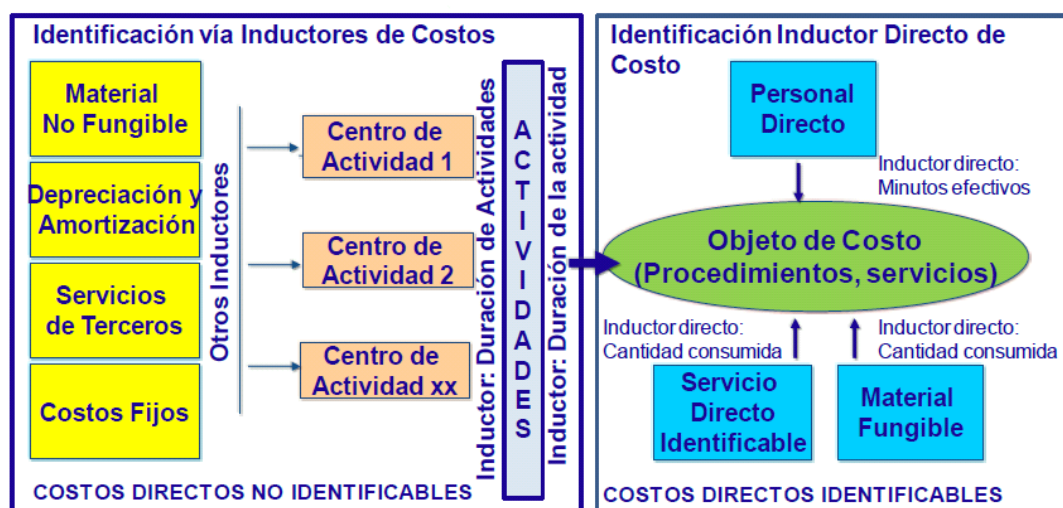 Identificación vía Inductores de Costos
Material
No Fungible
Depreciación y
Amortización
Servicios
de Terceros
Costos Fijos
Otros Inductores
Centro de
Actividad 1
Centro de
Actividad 2
Centro de
Actividad xx
Inductor: Duración de Actividades
ACTIVIDADES
Inductor: Duración de la actividad
COSTOS DIRECTOS NO IDENTIFICABLES
Identificación Inductor Directo de
Costo
Personal
Directo
Inductor directo:
Minutos efectivos
Objeto de Costo
(Procedimientos, servicios)
Inductor directo:
Cantidad consumida
Inductor directo:
Cantidad consumida
Servicio
Directo
Identificable
Material
Fungible
COSTOS DIRECTOS IDENTIFICABLES